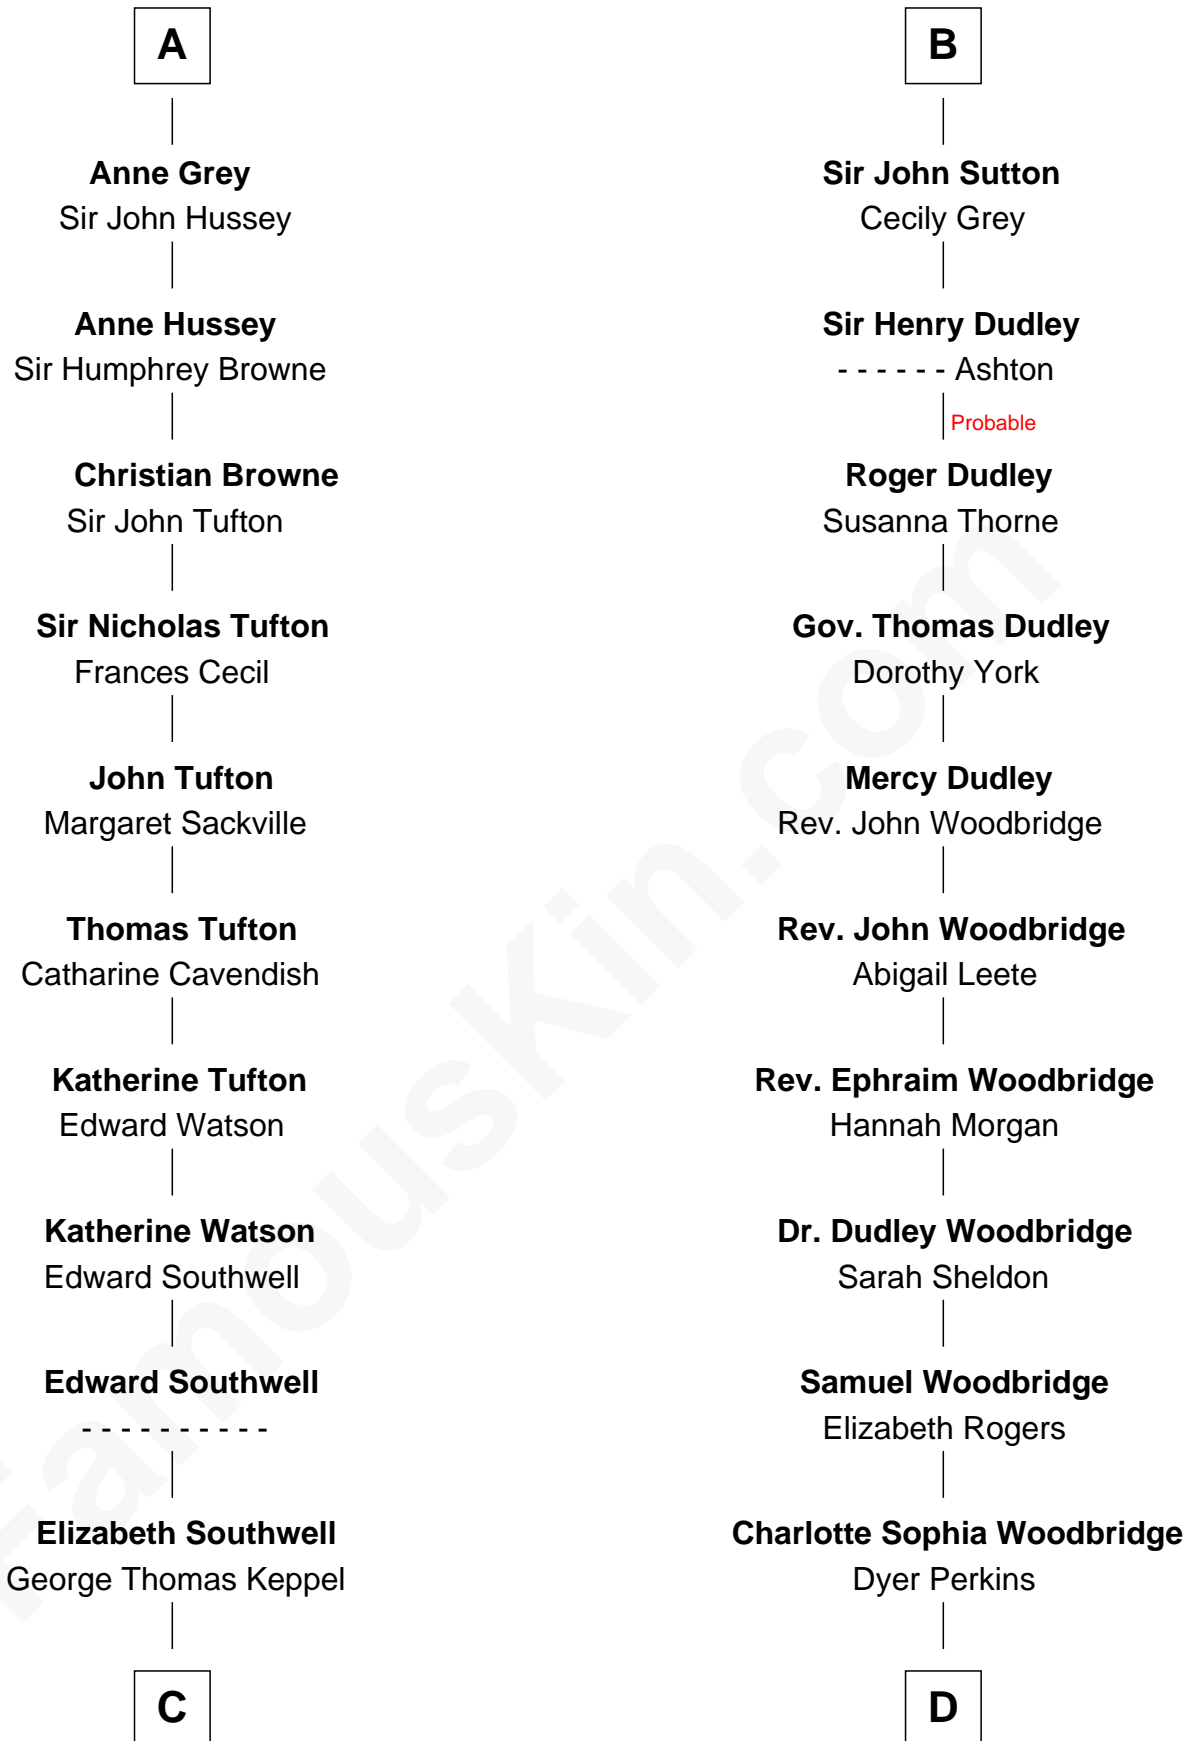 A
Anne Grey
Sir John Hussey
Anne Hussey
Sir Humphrey Browne
Christian Browne
Sir John Tufton
Sir Nicholas Tufton
Frances Cecil
John Tufton
Margaret Sackville
Thomas Tufton
Catharine Cavendish
Katherine Tufton
Edward Watson
Katherine Watson
Edward Southwell
Edward Southwell
- - - - - - - - - -
Elizabeth Southwell
George Thomas Keppel
C
B
Sir John Sutton
Cecily Grey
Sir Henry Dudley
- - - - - - Ashton
Probable
Roger Dudley
Susanna Thorne
Gov. Thomas Dudley
Dorothy York
Mercy Dudley
Rev. John Woodbridge
Rev. John Woodbridge
Abigail Leete
Rev. Ephraim Woodbridge
Hannah Morgan
Dr. Dudley Woodbridge
Sarah Sheldon
Samuel Woodbridge
Elizabeth Rogers
Charlotte Sophia Woodbridge
Dyer Perkins
D
FamousKin.com